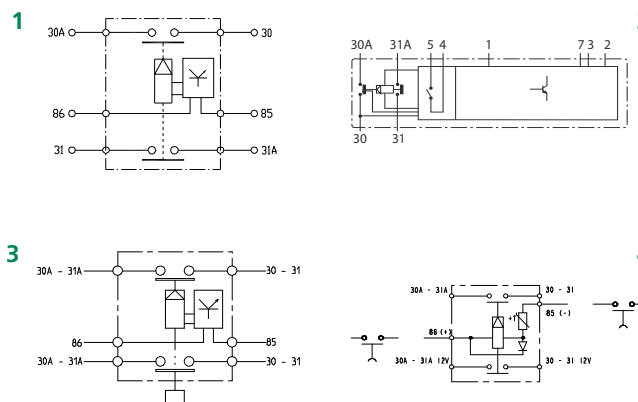 1
30A
30
86
85
31
31A
30A 31A 5 4 1 7 3 2
30 31
3
30A - 31A
30 - 31
86
85
30A - 31A
30 - 31
30A - 31A
30 - 31
85 (-)
+T
86 (+)
30A - 31A 12V
30 - 31 12V